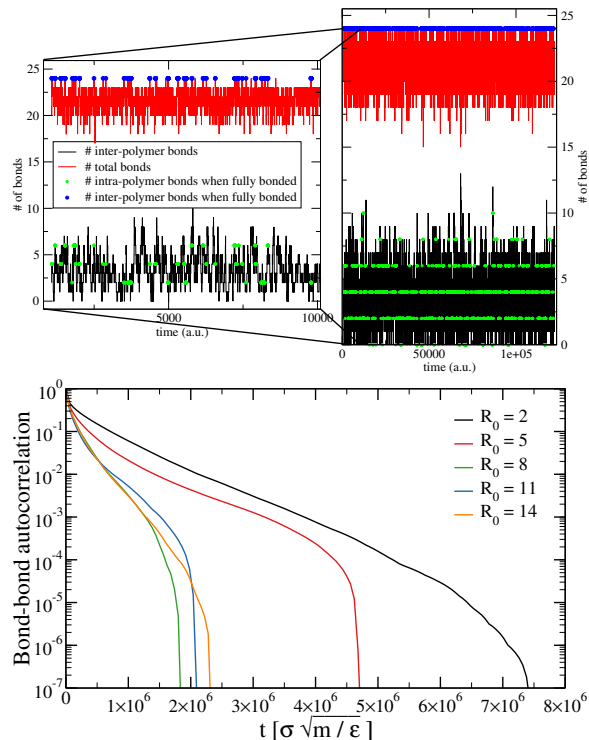 25
20
15
10
5
0
# of bonds
# inter-polymer bonds
# total bonds
# intra-polymer bonds when fully bonded
# inter-polymer bonds when fully bonded
5000
10000
time (a.u.)
25
20
15
10
5
0
# of bonds
0
50000
1e+05
time (a.u.)
Bond-bond autocorrelation
10^0
10^-1
10^-2
10^-3
10^-4
10^-5
10^-6
10^-7
R_0 = 2
R_0 = 5
R_0 = 8
R_0 = 11
R_0 = 14
0 1×10^6 2×10^6 3×10^6 4×10^6 5×10^6 6×10^6 7×10^6 8×10^6
t [σ √m / ε ]